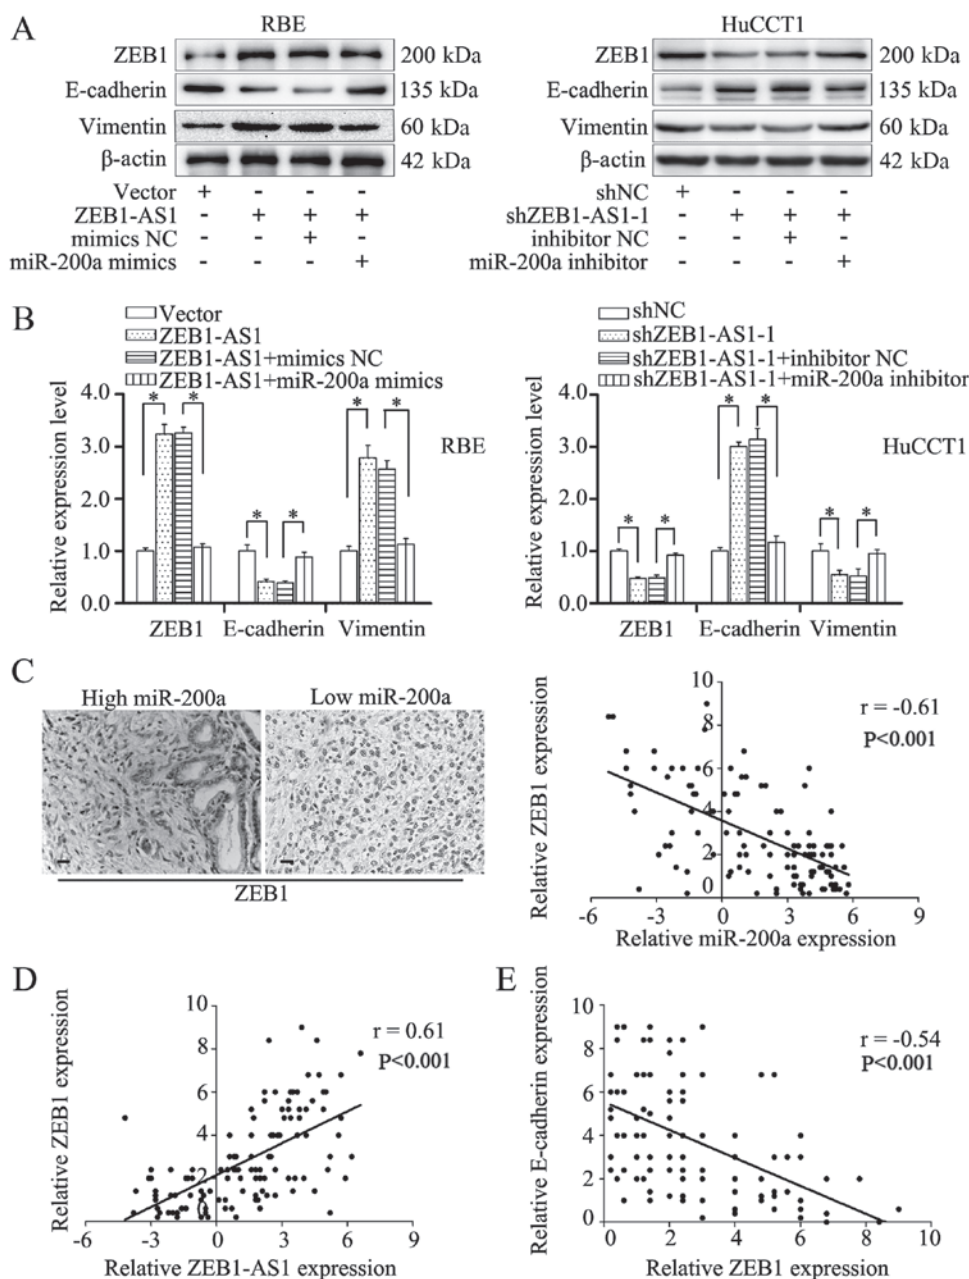 A
RBE
ZEB1 200 kDa
E-cadherin 135 kDa
Vimentin 60 kDa
β-actin 42 kDa
Vector + - - -
ZEB1-AS1 - + + +
mimics NC - - + -
miR-200a mimics - - - +
HuCCT1
ZEB1 200 kDa
E-cadherin 135 kDa
Vimentin 60 kDa
β-actin 42 kDa
shNC + - - -
shZEB1-AS1-1 - + + +
inhibitor NC - - + -
miR-200a inhibitor - - - +
B
Vector
ZEB1-AS1
ZEB1-AS1+mimics NC
ZEB1-AS1+miR-200a mimics
Relative expression level
4.0
3.0
2.0
1.0
0.0
* * * * * *
RBE
ZEB1 E-cadherin Vimentin
shNC
shZEB1-AS1-1
shZEB1-AS1-1+inhibitor NC
shZEB1-AS1-1+miR-200a inhibitor
Relative expression level
4.0
3.0
2.0
1.0
0.0
* * * * * *
HuCCT1
ZEB1 E-cadherin Vimentin
C
High miR-200a Low miR-200a
ZEB1
Relative ZEB1 expression
10
8
6
4
2
0
r = -0.61
P<0.001
-6 -3 0 3 6 9
Relative miR-200a expression
D
Relative ZEB1 expression
10
8
6
4
2
0
r = 0.61
P<0.001
-6 -3 0 3 6 9
Relative ZEB1-AS1 expression
E
Relative E-cadherin expression
10
8
6
4
2
0
r = -0.54
P<0.001
0 2 4 6 8 10
Relative ZEB1 expression